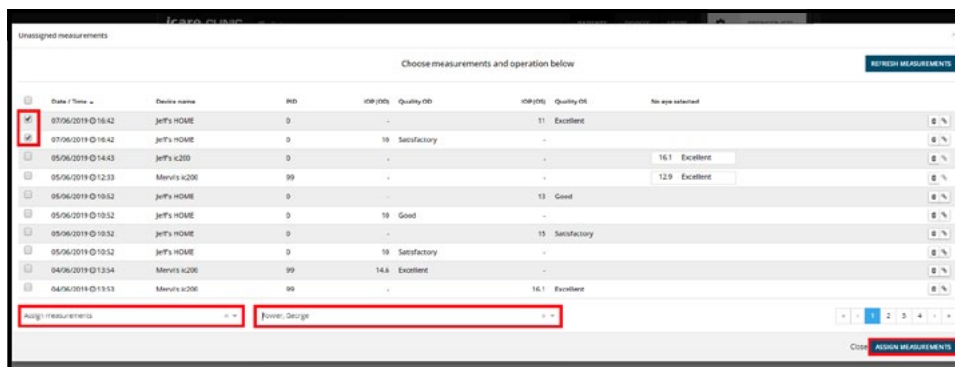 icare CLINIC
Unassigned measurements
Choose measurements and operation below
REFRESH MEASUREMENTS
Date / Time Device name PID IOP (OD) Quality OD IOP (OS) Quality OS No eye selected
07/06/2019 16:42 Jeff's HOME 0 - 11 Excellent
07/06/2019 16:42 Jeff's HOME 0 10 Satisfactory -
05/06/2019 14:43 Jeff's ic200 0 - - 16.1 Excellent
05/06/2019 12:33 Mervi's ic200 99 - - 12.9 Excellent
05/06/2019 10:52 Jeff's HOME 0 - 13 Good
05/06/2019 10:52 Jeff's HOME 0 10 Good -
05/06/2019 10:52 Jeff's HOME 0 - 15 Satisfactory
05/06/2019 10:52 Jeff's HOME 0 10 Satisfactory -
04/06/2019 13:54 Mervi's ic200 99 14.6 Excellent -
04/06/2019 13:53 Mervi's ic200 99 - 16.1 Excellent
Assign measurements × Power, George × « ‹ 1 2 3 4 › »
Close ASSIGN MEASUREMENTS